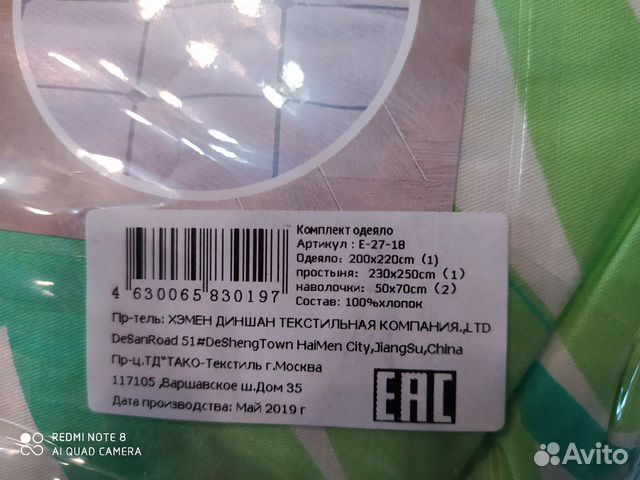 Комплект одеяло
Артикул : E-27-18
Одеяло: 200x220cm (1)
простыня: 230x250cm (1)
наволочки: 50x70cm (2)
Состав: 100%хлопок
4 630065 830197
Пр-тель: ХЭМЕН ДИНШАН ТЕКСТИЛЬНАЯ КОМПАНИЯ.,LTD
DeSanRoad 51#DeShengTown HaiMen City,JiangSu,China
Пр-ц.ТД"ТАКО-Текстиль г.Москва
117105 ,Варшавское ш.Дом 35
Дата производства: Май 2019 г
EAC
REDMI NOTE 8
AI QUAD CAMERA
Avito